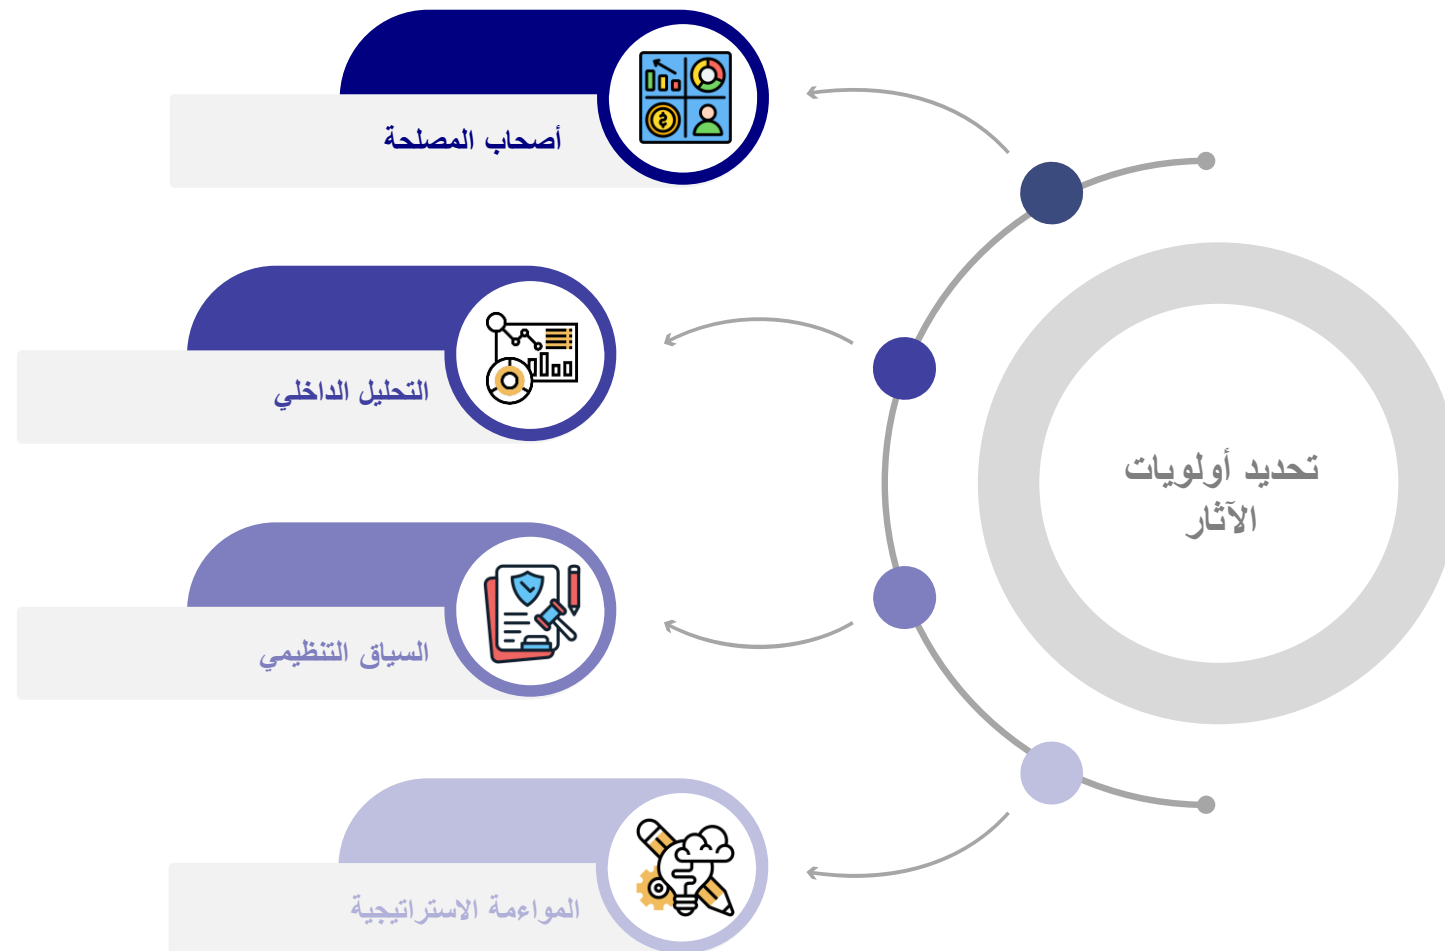 تحديد أولويات
الآثار
أصحاب المصلحة
التحليل الداخلي
السياق التنظيمي
المواءمة الاستراتيجية